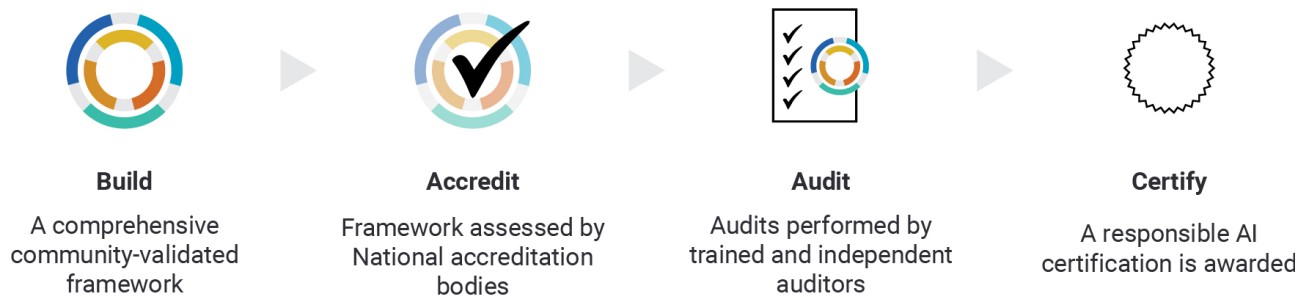 Build
A comprehensive
community-validated
framework
Accredit
Framework assessed by
National accreditation
bodies
Audit
Audits performed by
trained and independent
auditors
Certify
A responsible AI
certification is awarded